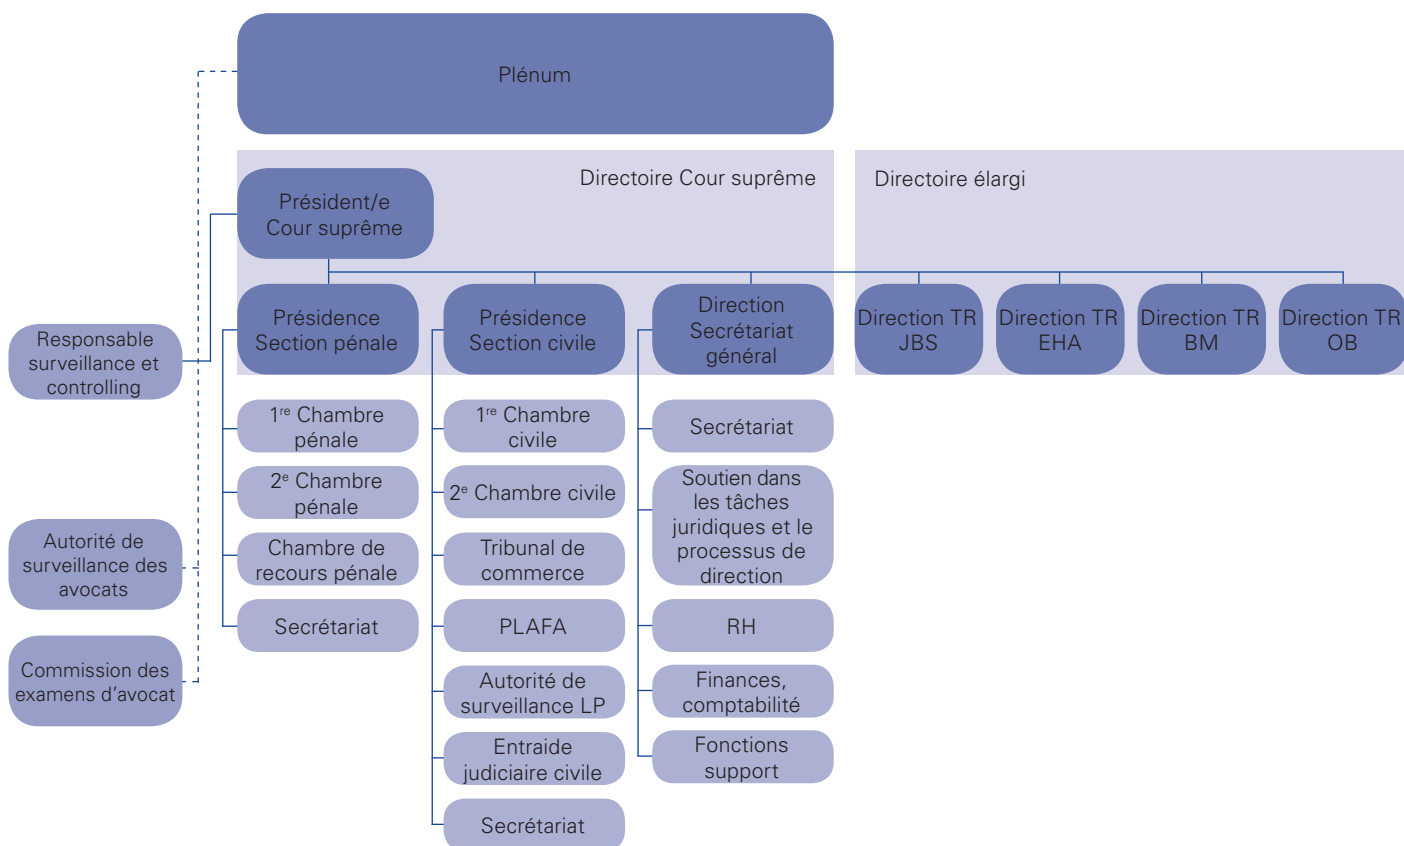 Plénum
Directoire Cour suprême
Directoire élargi
Président/e
Cour suprême
Responsable
surveillance et
controlling
Autorité de
surveillance des
avocats
Commission des
examens d’avocat
Présidence
Section pénale
1re Chambre
pénale
2e Chambre
pénale
Chambre de
recours pénale
Secrétariat
Présidence
Section civile
1re Chambre
civile
2e Chambre civile
Tribunal de
commerce
PLAFA
Autorité de
surveillance LP
Entraide
judiciaire civile
Secrétariat
Direction
Secrétariat
général
Secrétariat
Soutien dans
les tâches
juridiques et le
processus de
direction
RH
Finances,
comptabilité
Fonctions
support
Direction TR
JBS
Direction TR
EHA
Direction TR
BM
Direction TR
OB